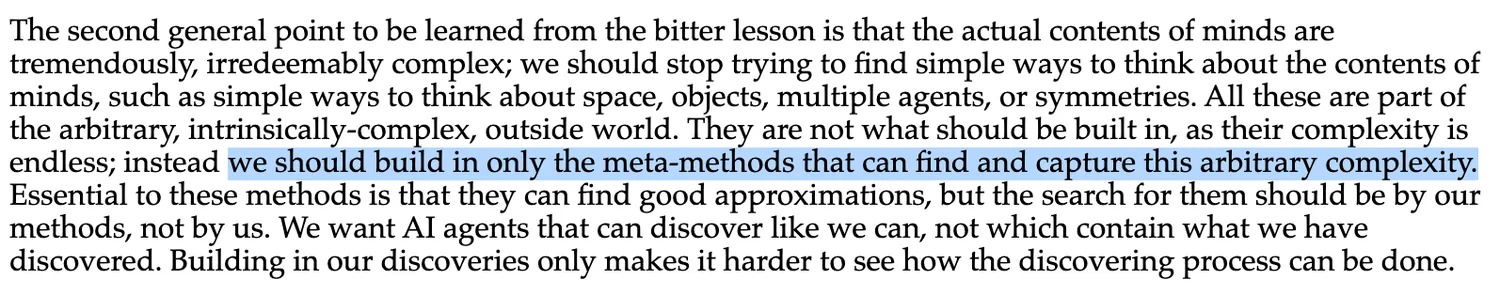 The second general point to be learned from the bitter lesson is that the actual contents of minds are
tremendously, irredeemably complex; we should stop trying to find simple ways to think about the contents of
minds, such as simple ways to think about space, objects, multiple agents, or symmetries. All these are part of
the arbitrary, intrinsically-complex, outside world. They are not what should be built in, as their complexity is
endless; instead we should build in only the meta-methods that can find and capture this arbitrary complexity.
Essential to these methods is that they can find good approximations, but the search for them should be by our
methods, not by us. We want AI agents that can discover like we can, not which contain what we have
discovered. Building in our discoveries only makes it harder to see how the discovering process can be done.